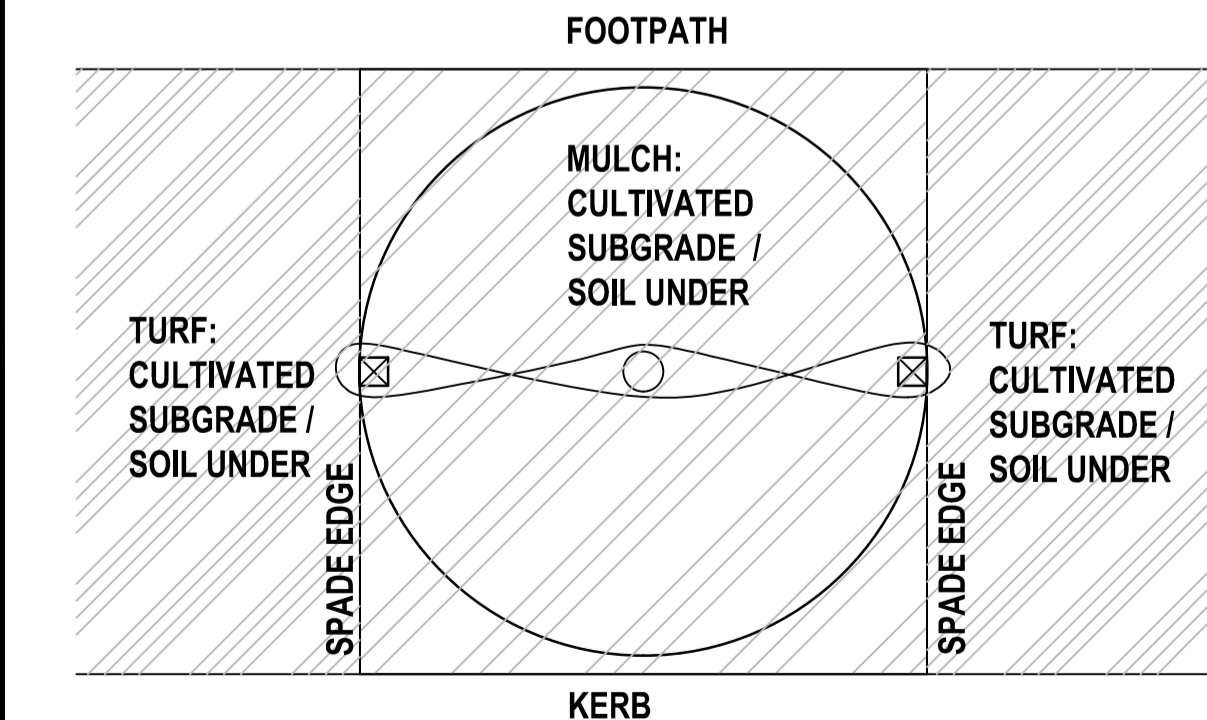 FOOTPATH
MULCH:
CULTIVATED
SUBGRADE /
SOIL UNDER
TURF:
CULTIVATED
SUBGRADE /
SOIL UNDER
SPADE EDGE
TURF:
CULTIVATED
SUBGRADE /
SOIL UNDER
SPADE EDGE
KERB